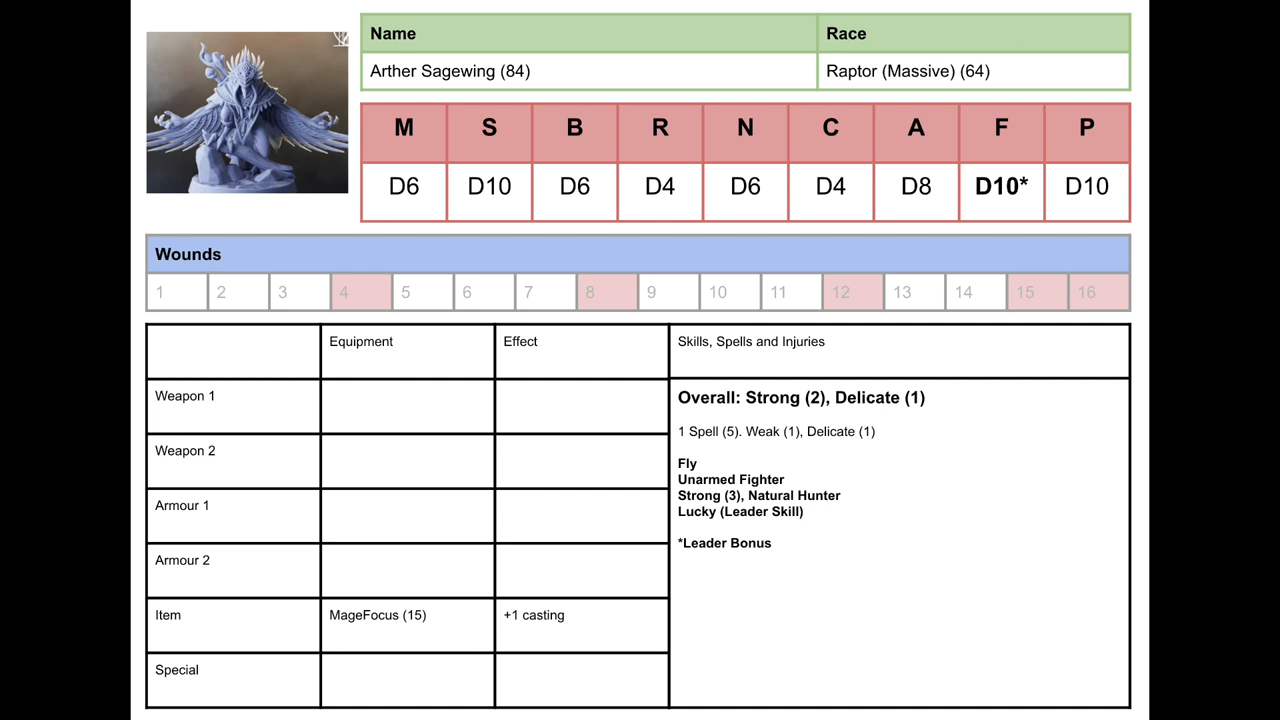 Name Race
Arther Sagewing (84) Raptor (Massive) (64)
M S B R N C A F P
D6 D10 D6 D4 D6 D4 D8 D10* D10
Wounds
1 2 3 4 5 6 7 8 9 10 11 12 13 14 15 16
Equipment Effect Skills, Spells and Injuries
Weapon 1
Overall: Strong (2), Delicate (1)
1 Spell (5). Weak (1), Delicate (1)
Weapon 2
Fly
Unarmed Fighter
Strong (3), Natural Hunter
Armour 1
Lucky (Leader Skill)
*Leader Bonus
Armour 2
Item MageFocus (15) +1 casting
Special